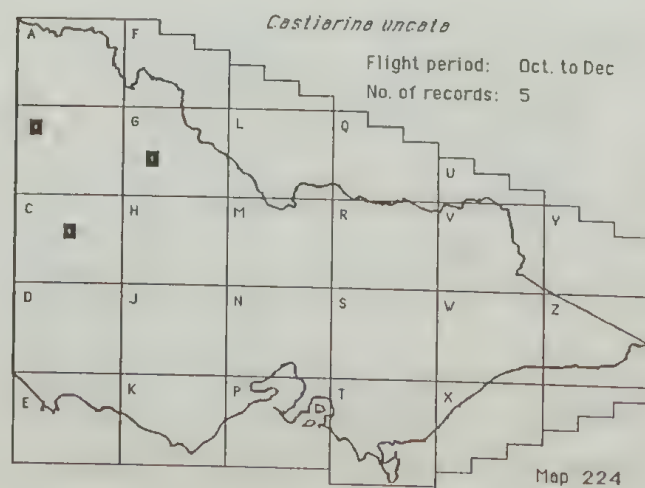 Castiarina uncata
Flight period: Oct. to Dec
No. of records: 5
A F
G L Q
U
C H M R V Y
D J N S W Z
E K P T X
Map 224